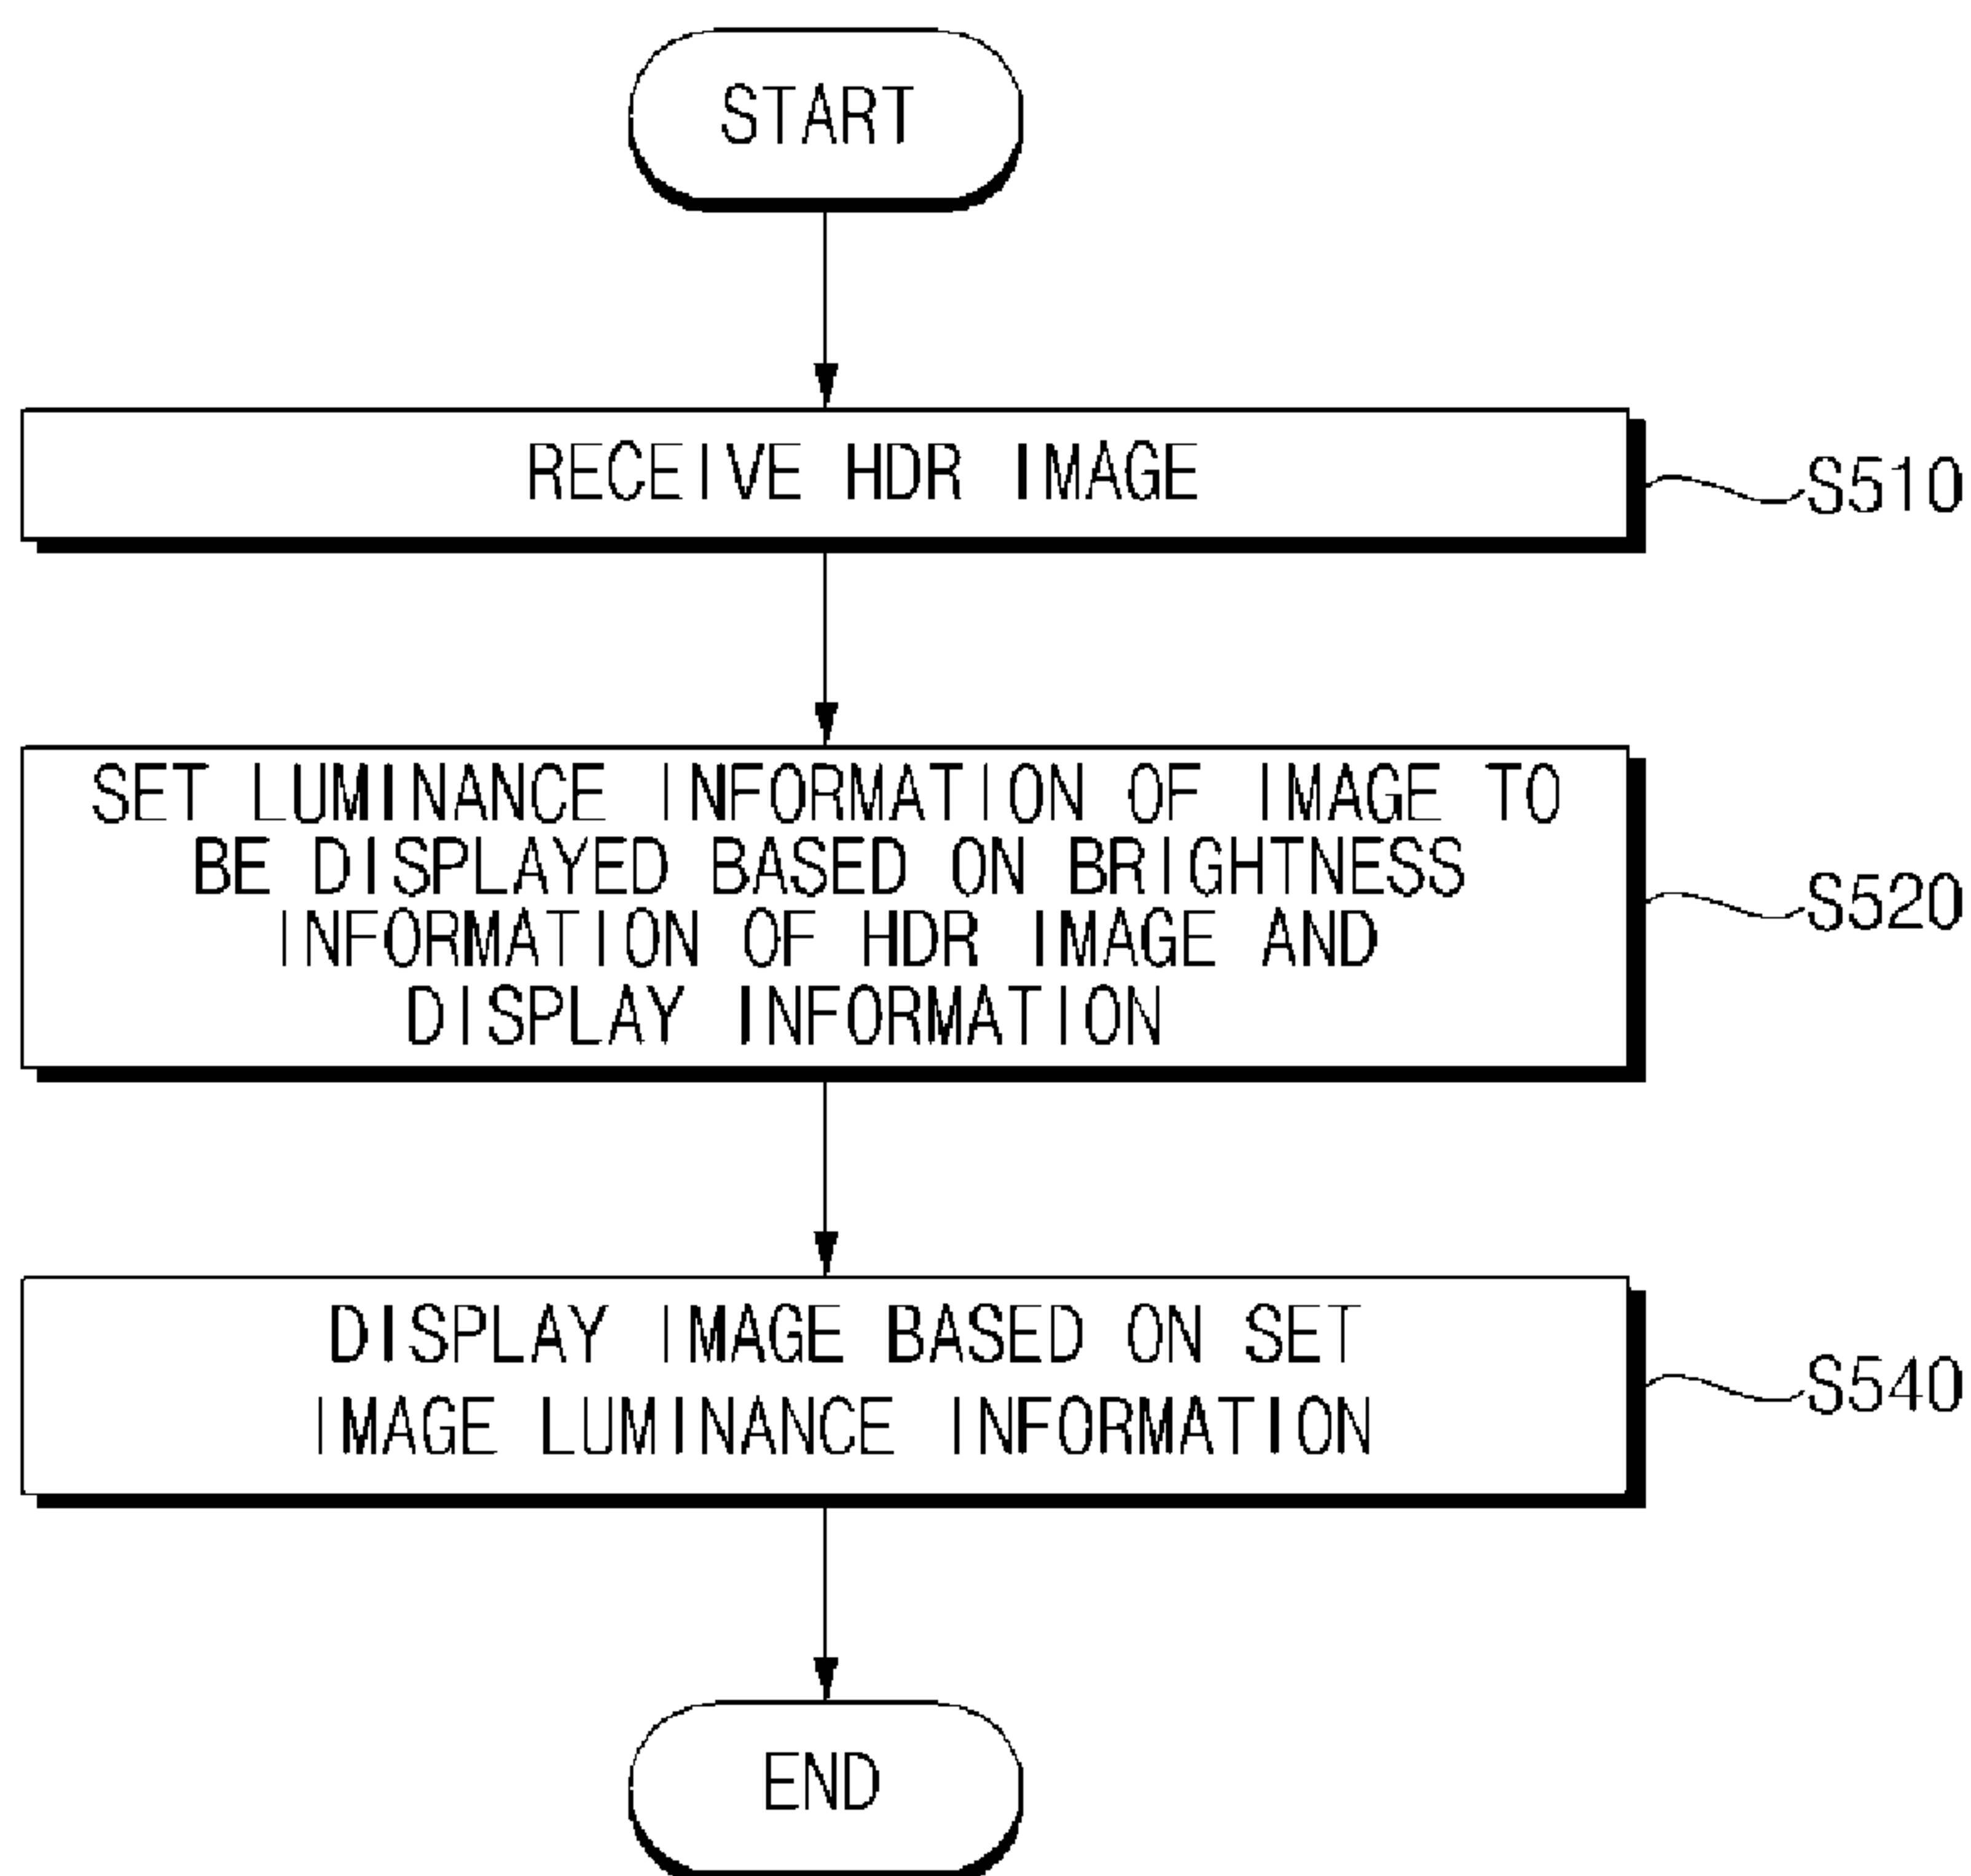 START
RECEIVE HDR IMAGE
S510
SET LUMINANCE INFORMATION OF IMAGE TO
BE DISPLAYED BASED ON BRIGHTNESS
INFORMATION OF HDR IMAGE AND
DISPLAY INFORMATION
S520
DISPLAY IMAGE BASED ON SET
IMAGE LUMINANCE INFORMATION
S540
END